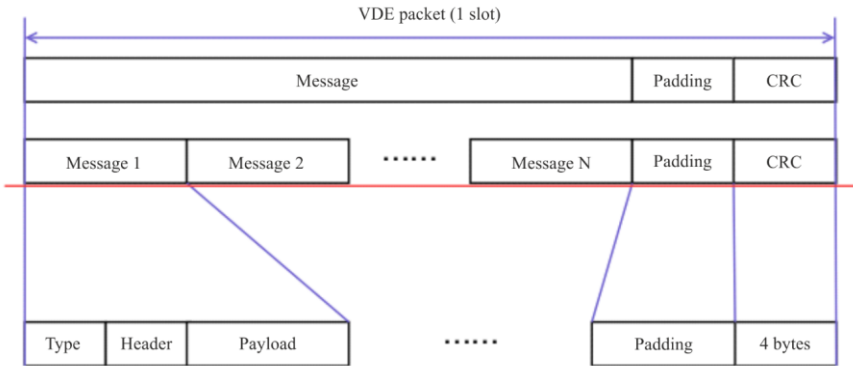 VDE packet (1 slot)
Message Padding CRC
Message 1 Message 2 ...... Message N Padding CRC
Type Header Payload ...... Padding 4 bytes